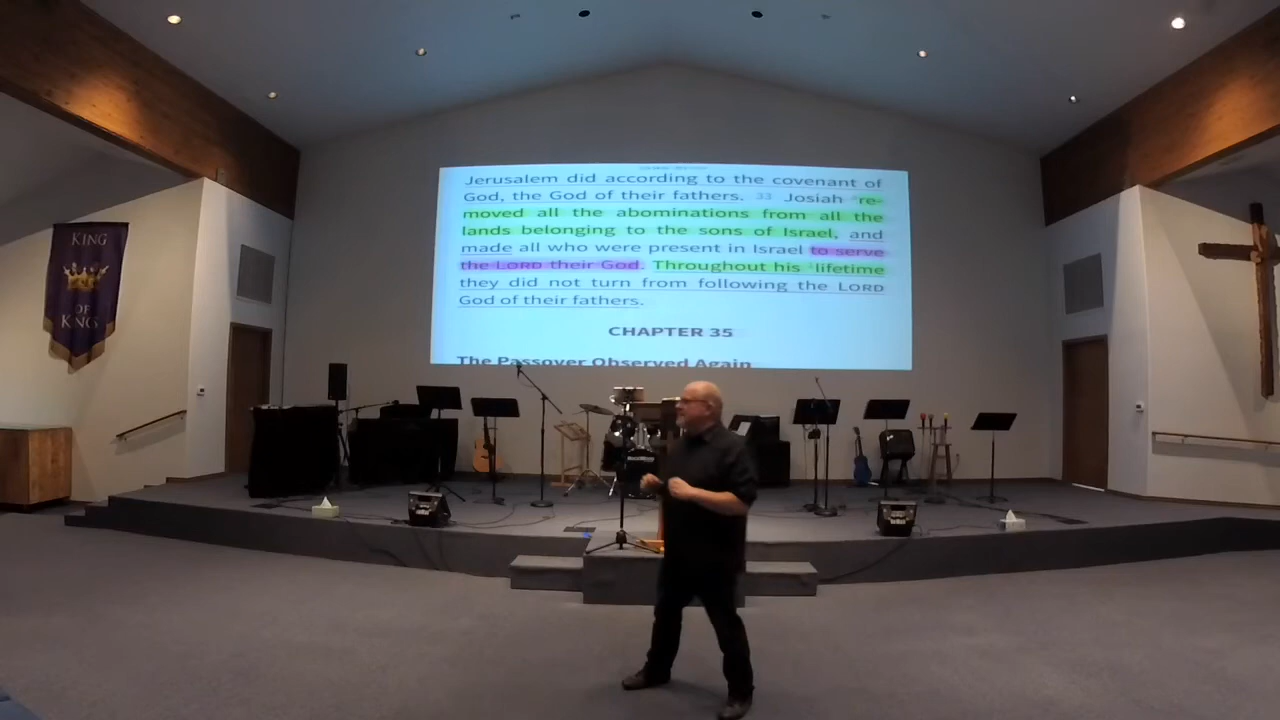 KING
OF
KINGS
Jerusalem did according to the covenant of
God, the God of their fathers. 33 Josiah re-
moved all the abominations from all the
lands belonging to the sons of Israel, and
made all who were present in Israel to serve
the LORD their God. Throughout his lifetime
they did not turn from following the LORD
God of their fathers.
CHAPTER 35
The Passover Observed Again